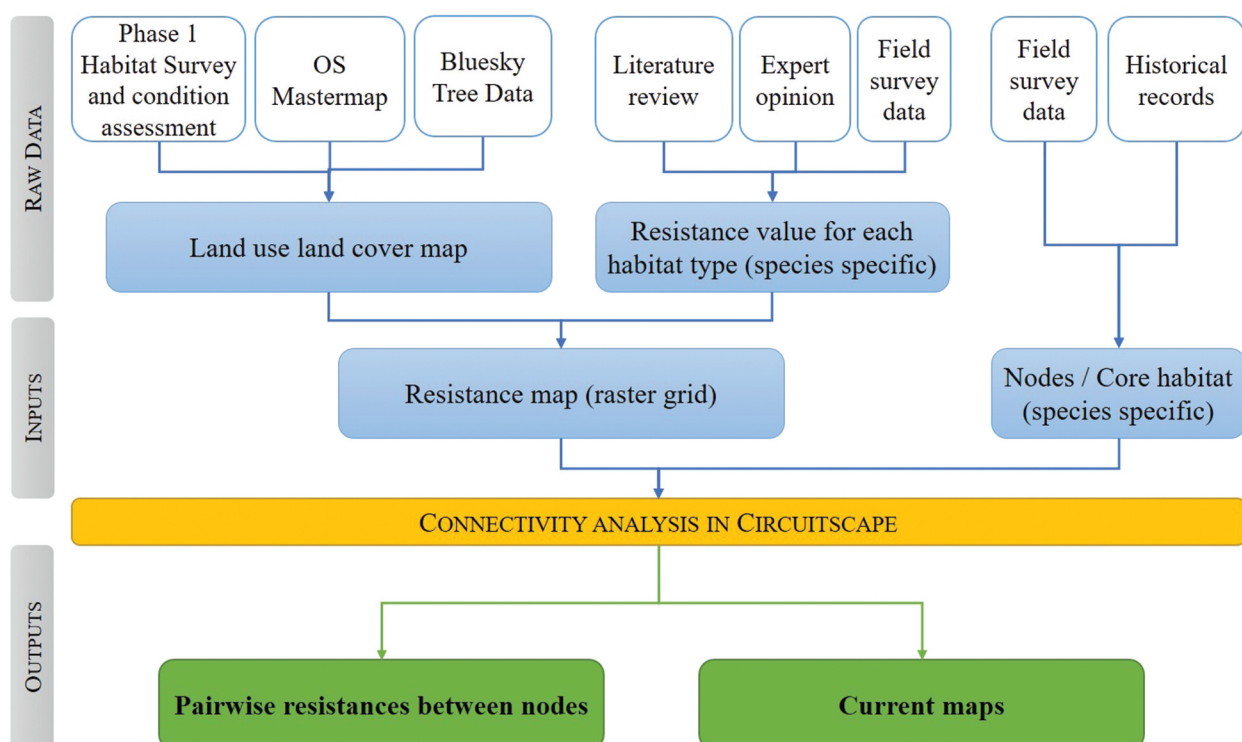 RAW DATA
Phase 1
Habitat Survey
and condition
assessment
OS
Mastermap
Bluesky
Tree Data
Literature
review
Expert
opinion
Field
survey
data
Field
survey
data
Historical
records
Land use land cover map
Resistance value for each
habitat type (species specific)
INPUTS
Resistance map (raster grid)
Nodes / Core habitat
(species specific)
CONNECTIVITY ANALYSIS IN CIRCUITSCAPE
OUTPUTS
Pairwise resistances between nodes
Current maps